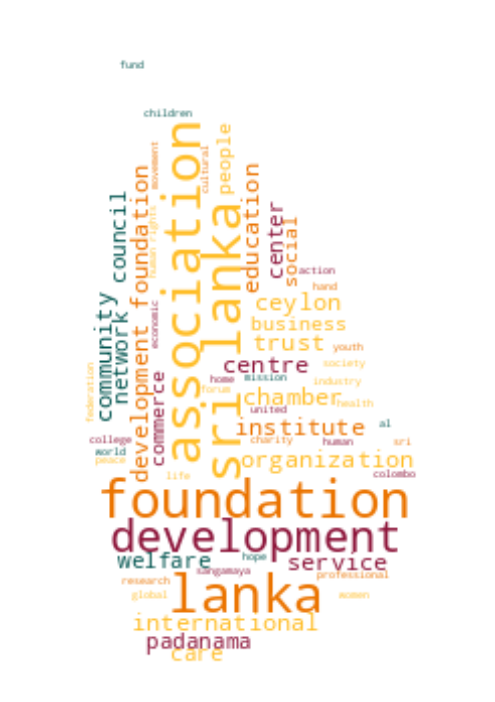 fund
children
association
people
cultural
movement
development foundation
education
council
sri lanka
center
human rights
social
action
hand
community
ceylon
network
economic
business
trust
youth
centre
society
federation
home
mission
industry
commerce
forum
chamber
health
united
institute
al
college
charity
human
sri
world
peace
organization
life
colombo
foundation
development
welfare
hope
service
sangamaya
professional
research
lanka
global
women
international
padanama
care